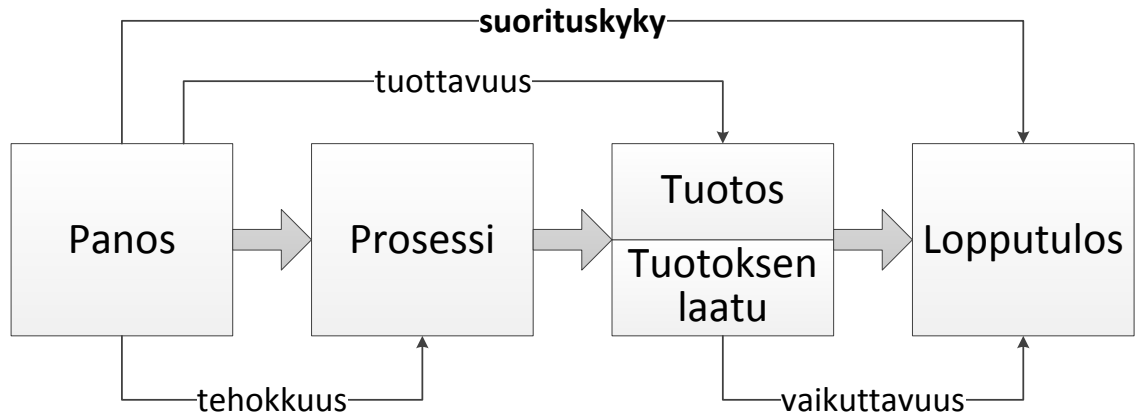 suorituskyky
tuottavuus
Panos
Prosessi
Tuotos
Tuotoksen
laatu
Lopputulos
tehokkuus
vaikuttavuus